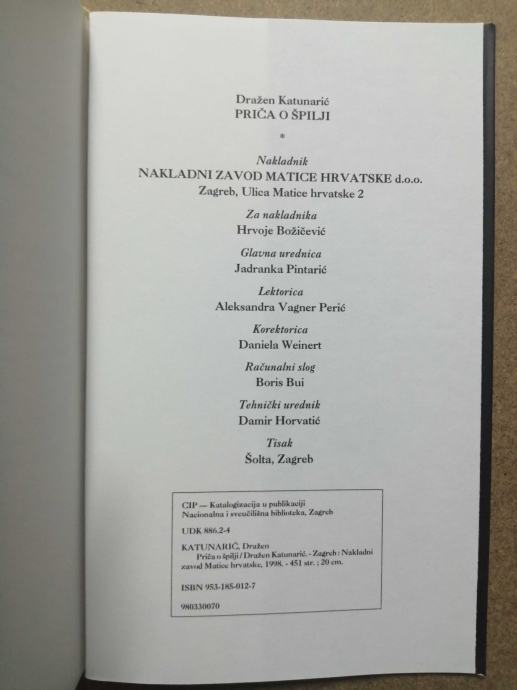 Dražen Katunarić
PRIČA O ŠPILJI
*
Nakladnik
NAKLADNI ZAVOD MATICE HRVATSKE d.o.o.
Zagreb, Ulica Matice hrvatske 2
Za nakladnika
Hrvoje Božičević
Glavna urednica
Jadranka Pintarić
Lektorica
Aleksandra Vagner Perić
Korektorica
Daniela Weinert
Računalni slog
Boris Bui
Tehnički urednik
Damir Horvatić
Tisak
Šolta, Zagreb
CIP — Katalogizacija u publikaciji
Nacionalna i sveučilišna biblioteka, Zagreb
UDK 886.2-4
KATUNARIĆ, Dražen
Priča o špilji / Dražen Katunarić. - Zagreb : Nakladni
zavod Matice hrvatske, 1998. - 451 str. ; 20 cm.
ISBN 953-185-012-7
980330070